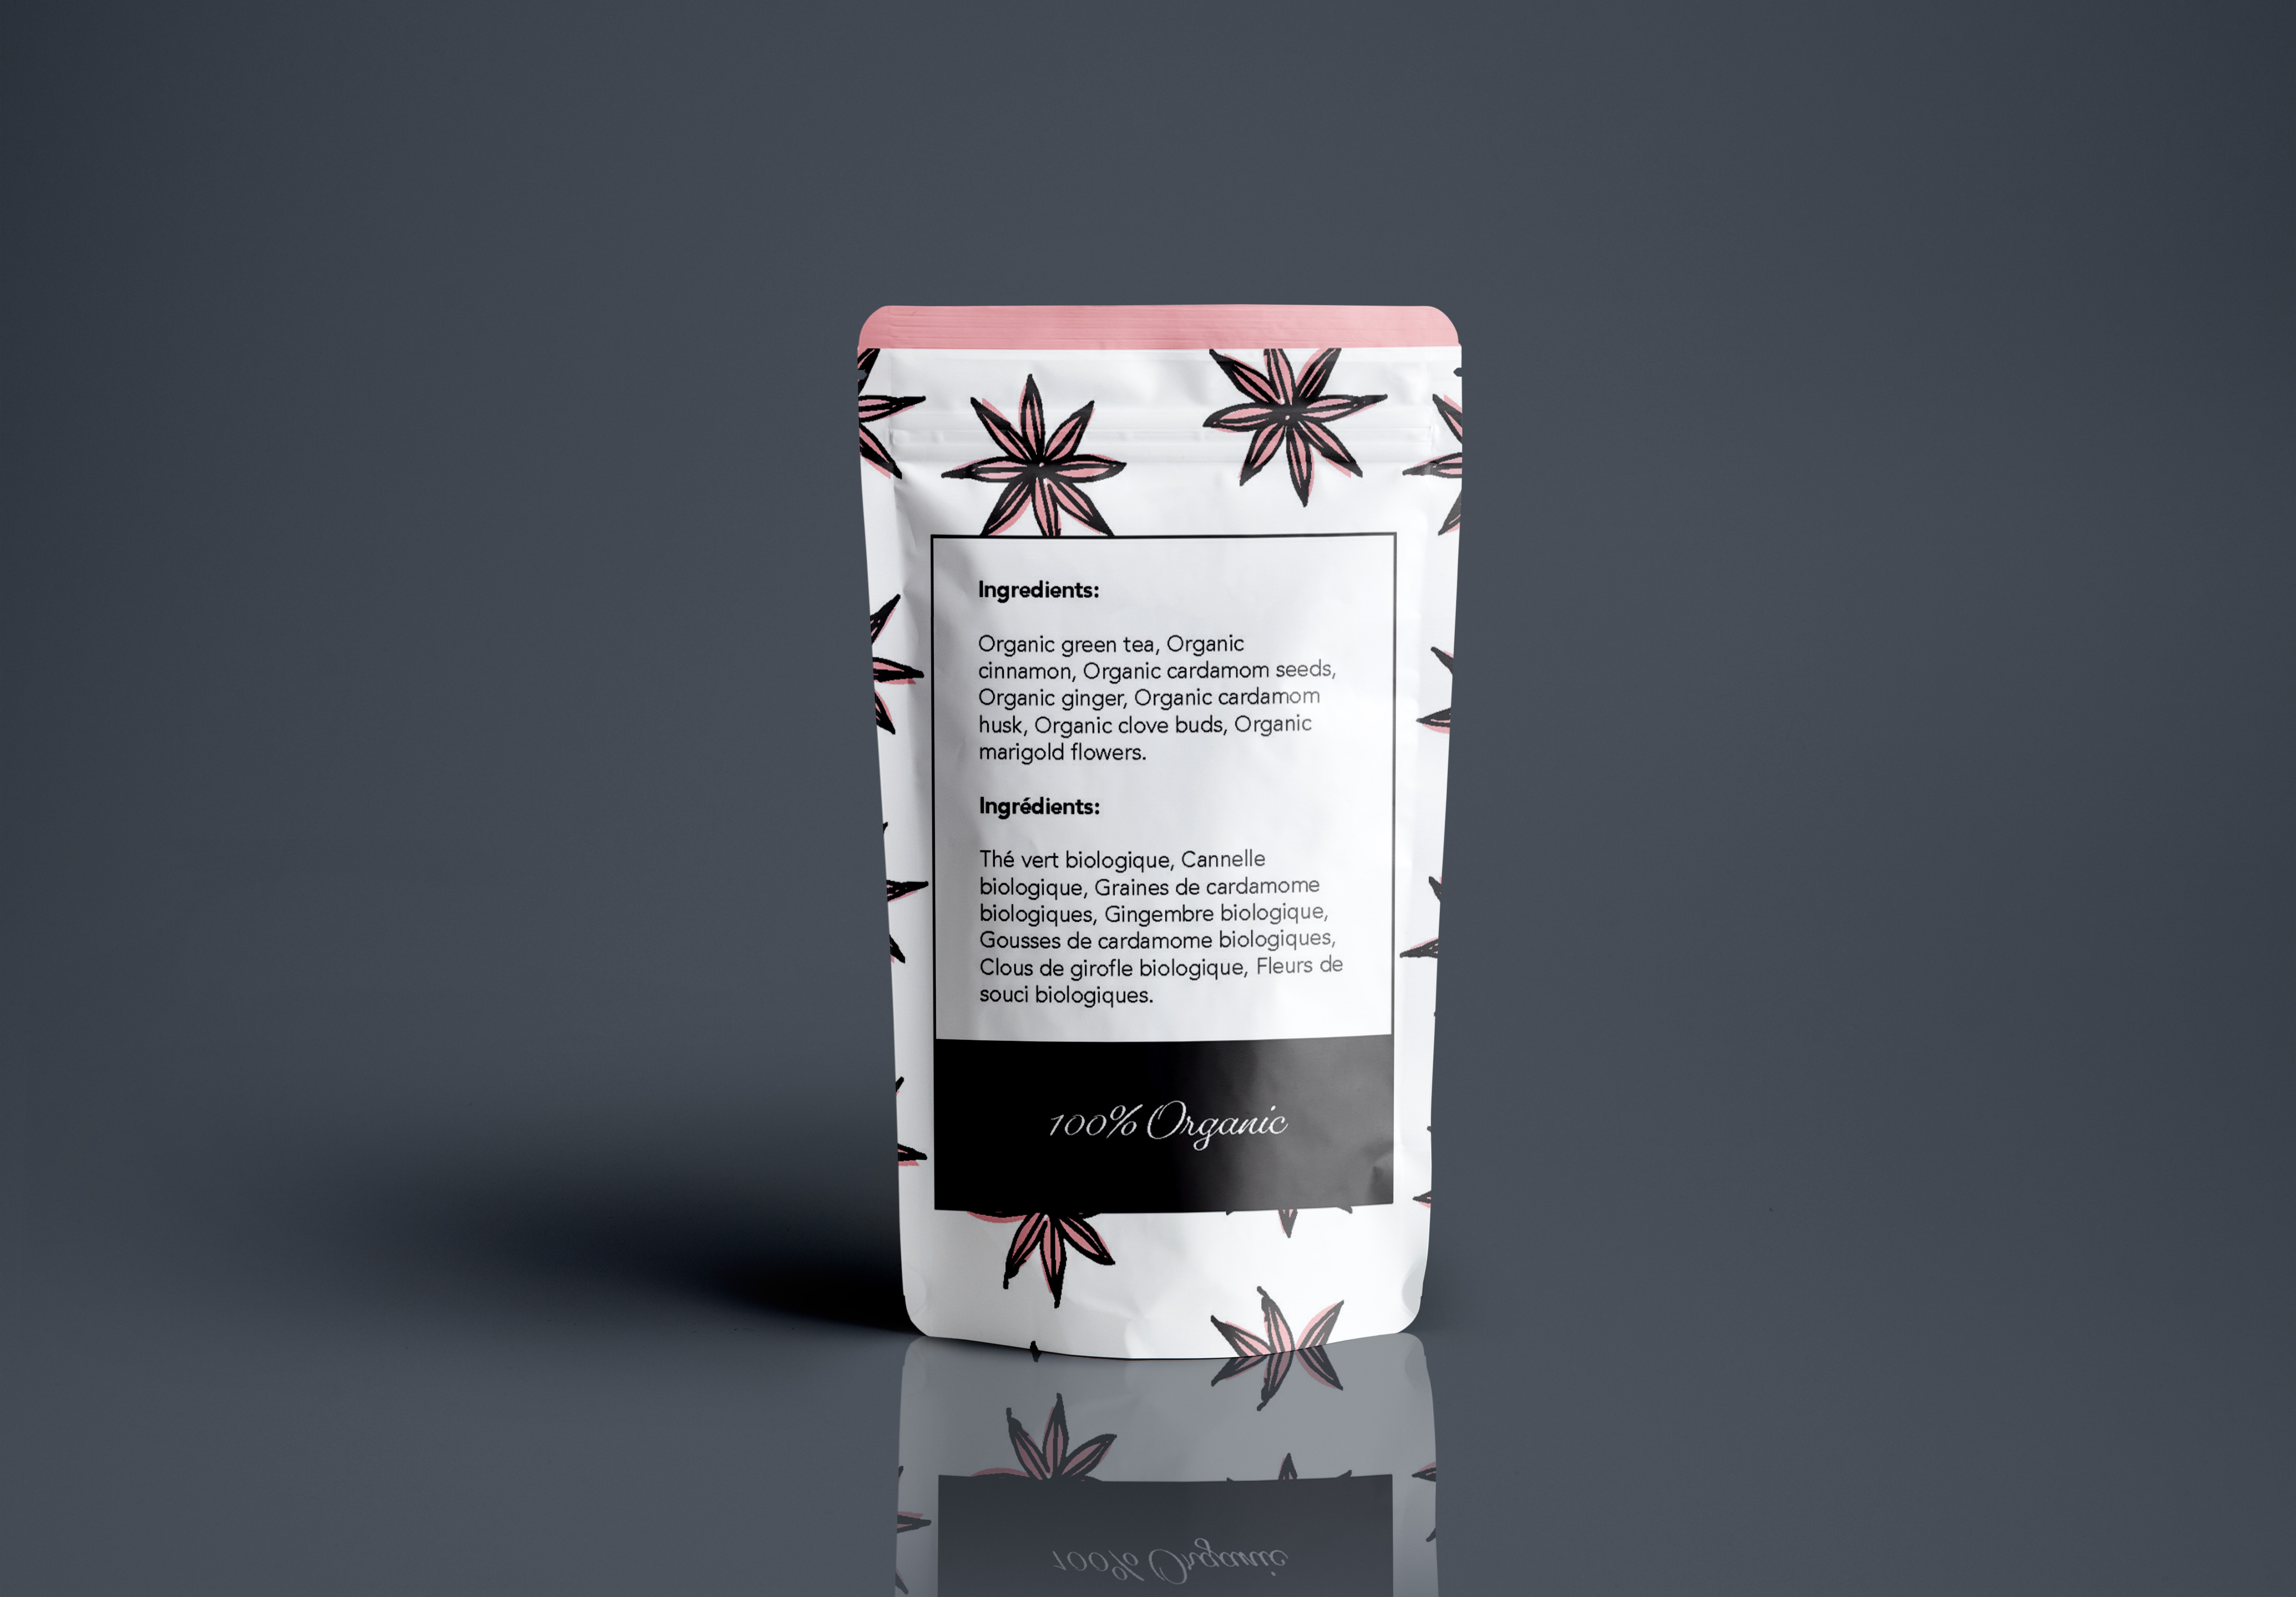 Ingredients:
Organic green tea, Organic
cinnamon, Organic cardamom seeds,
Organic ginger, Organic cardamom
husk, Organic clove buds, Organic
marigold flowers.
Ingrédients:
Thé vert biologique, Cannelle
biologique, Graines de cardamome
biologiques, Gingembre biologique,
Gousses de cardamome biologiques,
Clous de girofle biologique, Fleurs de
souci biologiques.
100% Organic
100% Organic